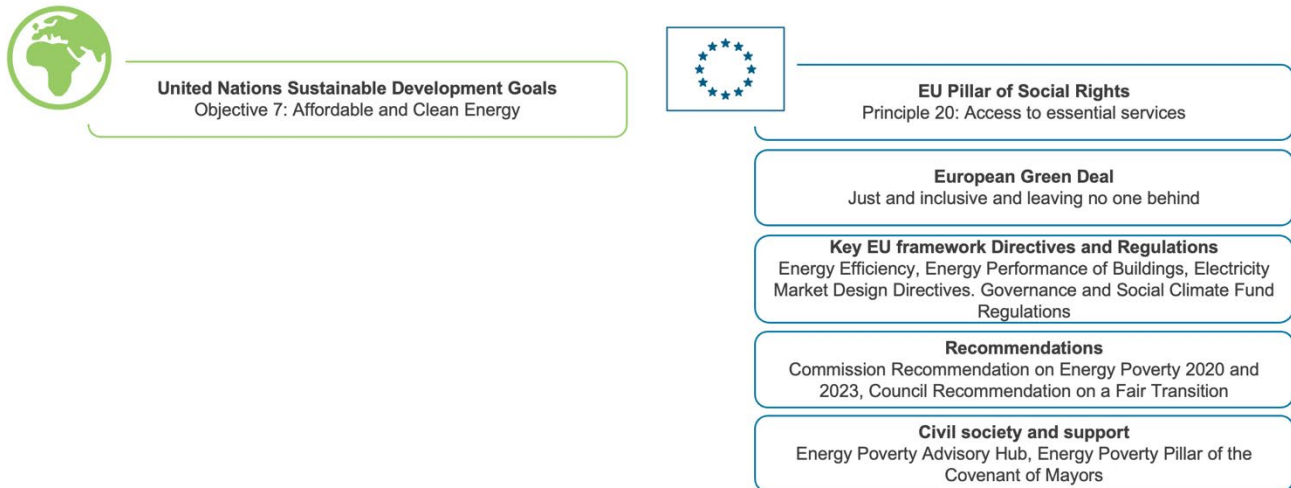 United Nations Sustainable Development Goals
Objective 7: Affordable and Clean Energy
EU Pillar of Social Rights
Principle 20: Access to essential services
European Green Deal
Just and inclusive and leaving no one behind
Key EU framework Directives and Regulations
Energy Efficiency, Energy Performance of Buildings, Electricity
Market Design Directives. Governance and Social Climate Fund
Regulations
Recommendations
Commission Recommendation on Energy Poverty 2020 and
2023, Council Recommendation on a Fair Transition
Civil society and support
Energy Poverty Advisory Hub, Energy Poverty Pillar of the
Covenant of Mayors